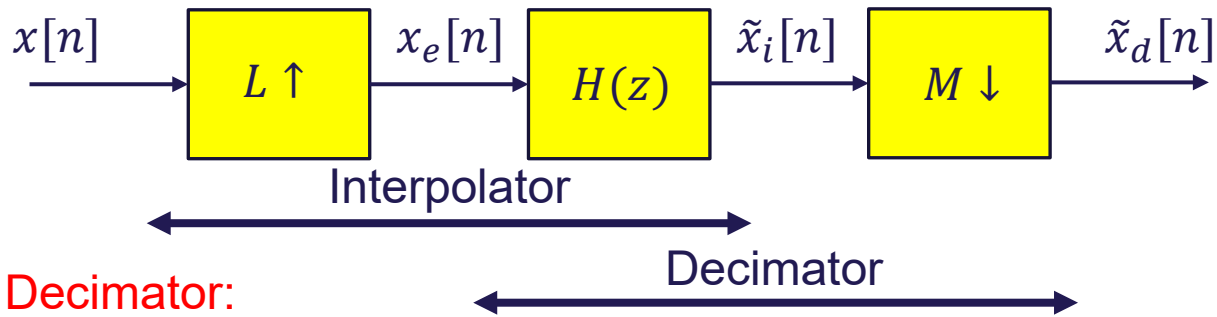 x[n] x_e[n] x̃_i[n] x̃_d[n]
L ↑ H(z) M ↓
Interpolator
Decimator
Decimator: